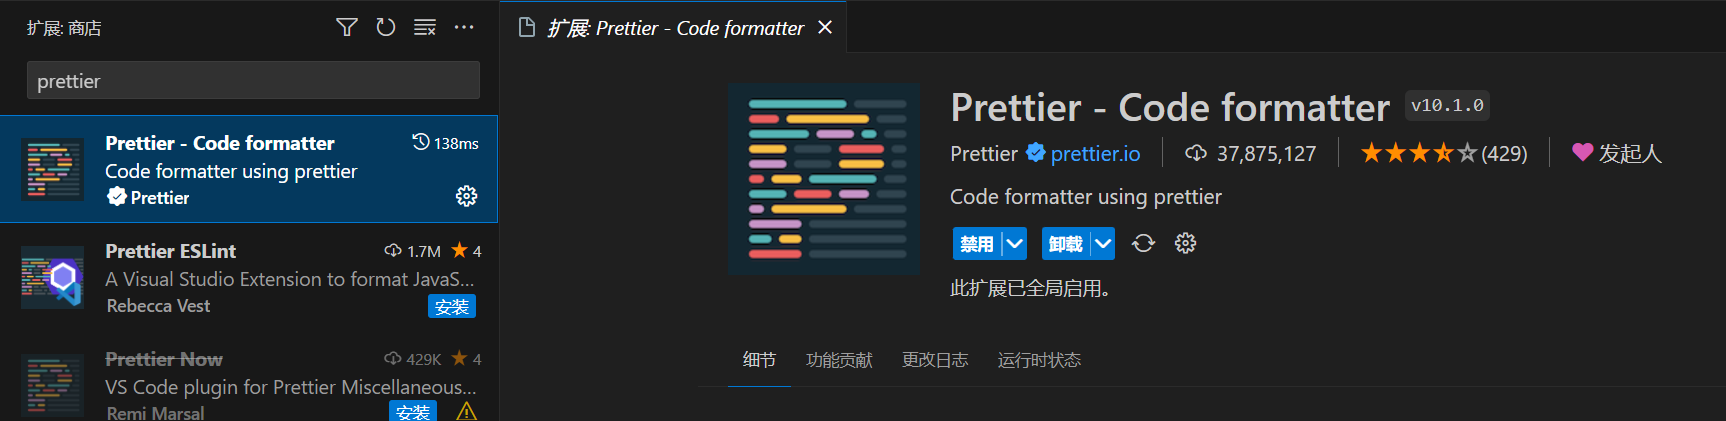 扩展: 商店
prettier
Prettier - Code formatter 138ms
Code formatter using prettier
Prettier
Prettier ESLint 1.7M 4
A Visual Studio Extension to format JavaS...
Rebecca Vest 安装
Prettier Now 429K 4
VS Code plugin for Prettier Miscellaneous...
Remi Marsal 安装
扩展: Prettier - Code formatter
Prettier - Code formatter v10.1.0
Prettier prettier.io 37,875,127 (429) 发起人
Code formatter using prettier
禁用 卸载
此扩展已全局启用。
细节 功能贡献 更改日志 运行时状态